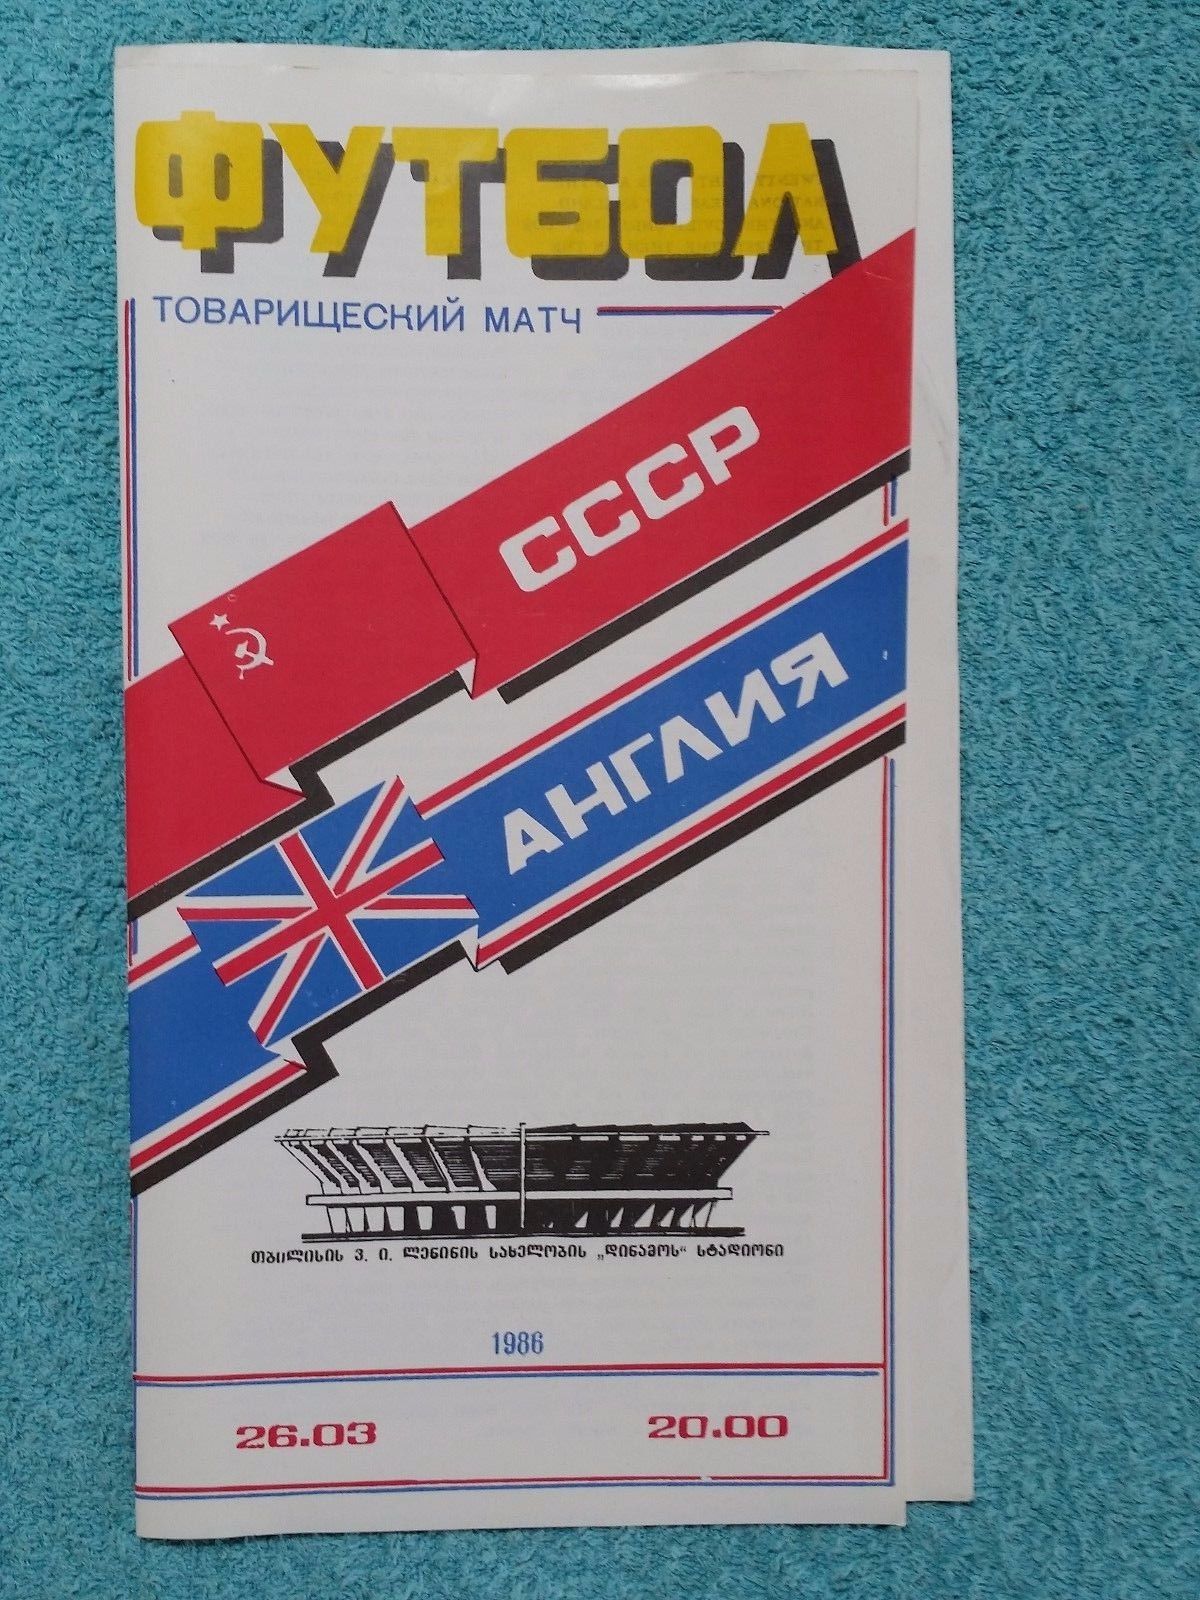 ФУТБОЛ
ТОВАРИЩЕСКИЙ МАТЧ
СССР
АНГЛИЯ
თბილისის ვ. ი. ლენინის სახელობის „დინამოს“ სტადიონი
1986
26.03
20.00